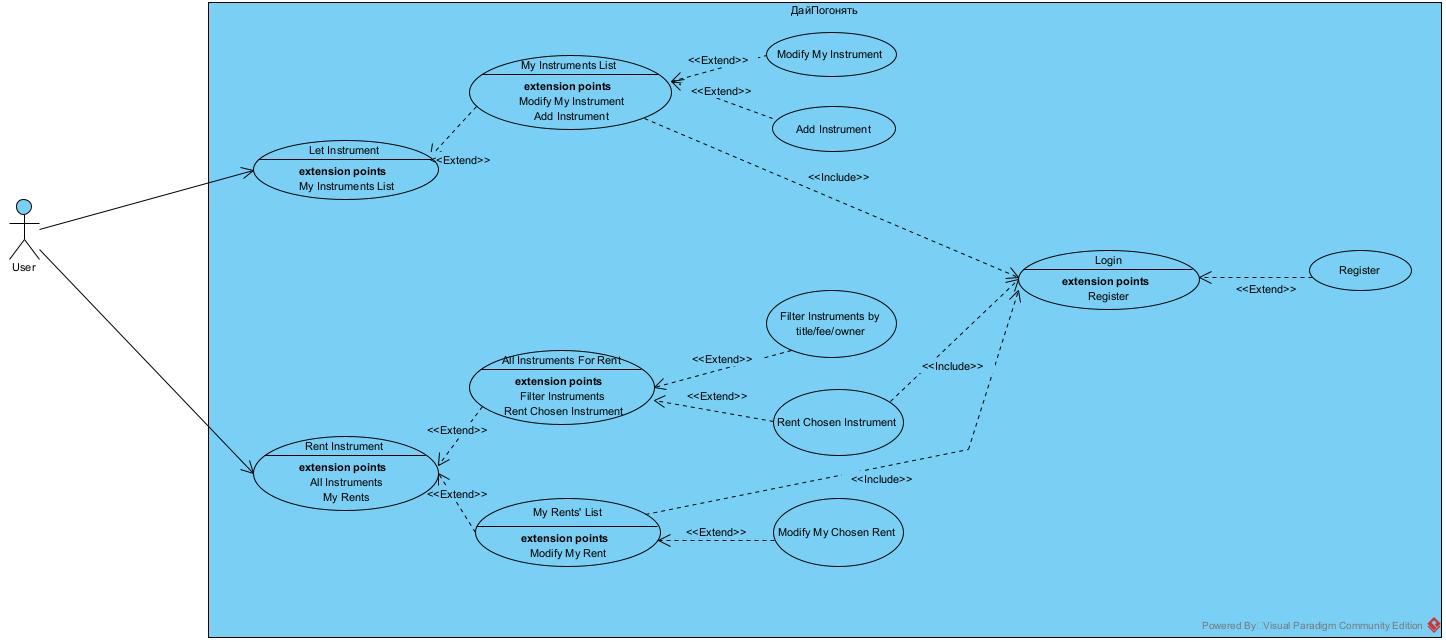 ДайПогонять
Modify My Instrument
<<Extend>>
My Instruments List
extension points
Modify My Instrument
Add Instrument
<<Extend>>
Add Instrument
Let Instrument
extension points
My Instruments List
<<Extend>>
<<Include>>
User
Login
extension points
Register
<<Extend>>
Register
Filter Instruments by
title/fee/owner
All Instruments For Rent
extension points
Filter Instruments
Rent Chosen Instrument
<<Extend>>
<<Extend>>
<<Include>>
Rent Chosen Instrument
<<Extend>>
Rent Instrument
extension points
All Instruments
My Rents
<<Extend>>
<<Include>>
My Rents' List
extension points
Modify My Rent
<<Extend>>
Modify My Chosen Rent
Powered By: Visual Paradigm Community Edition